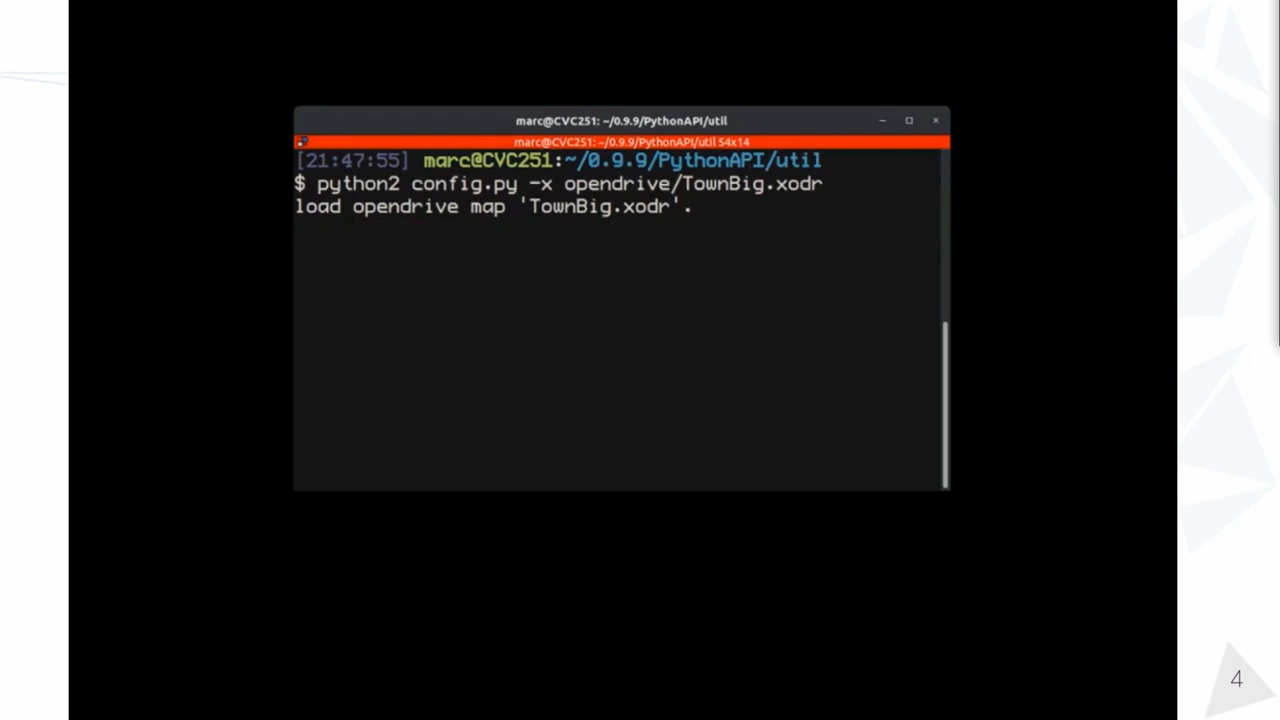 marc@CVC251: ~/0.9.9/PythonAPI/util
marc@CVC251: ~/0.9.9/PythonAPI/util 54x14
[21:47:55] marc@CVC251:~/0.9.9/PythonAPI/util
$ python2 config.py -x opendrive/TownBig.xodr
load opendrive map 'TownBig.xodr'.
4